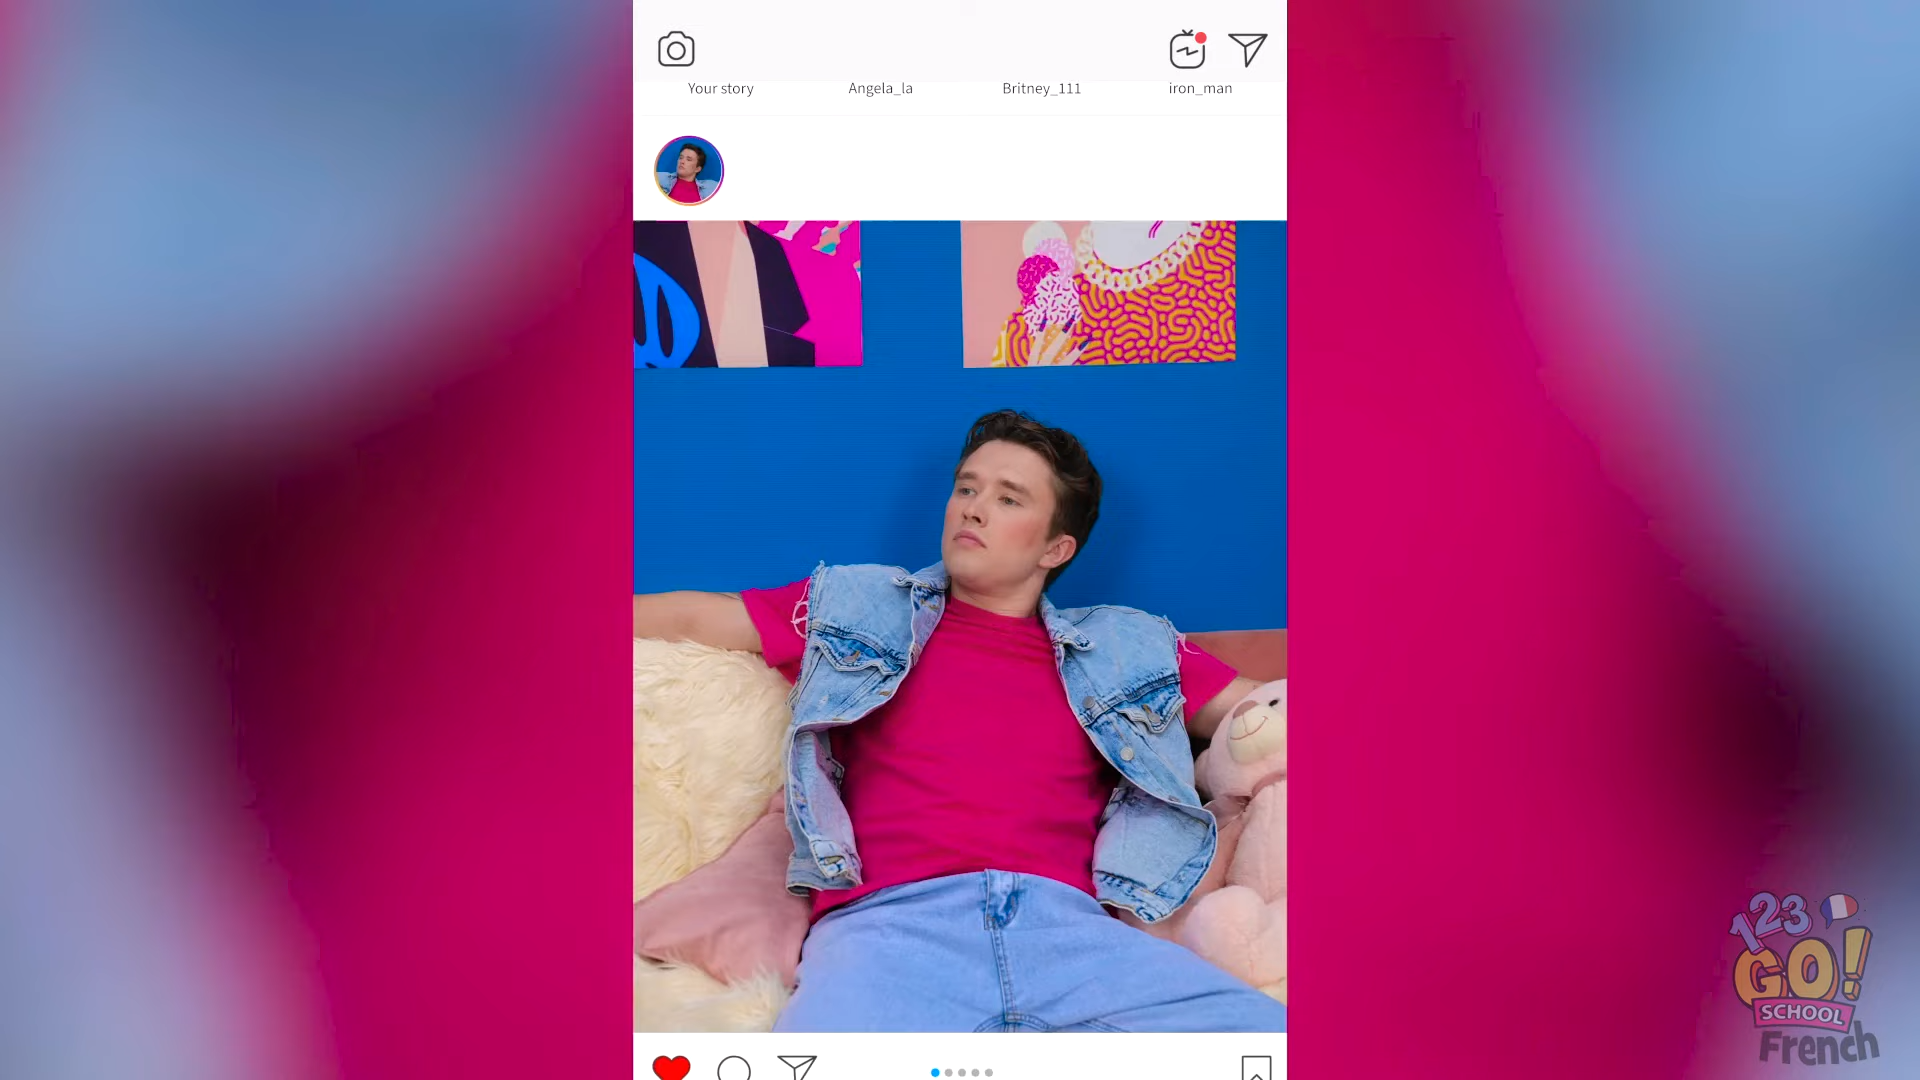 Your story
Angela_la
Britney_111
iron_man
123
GO!
SCHOOL
French